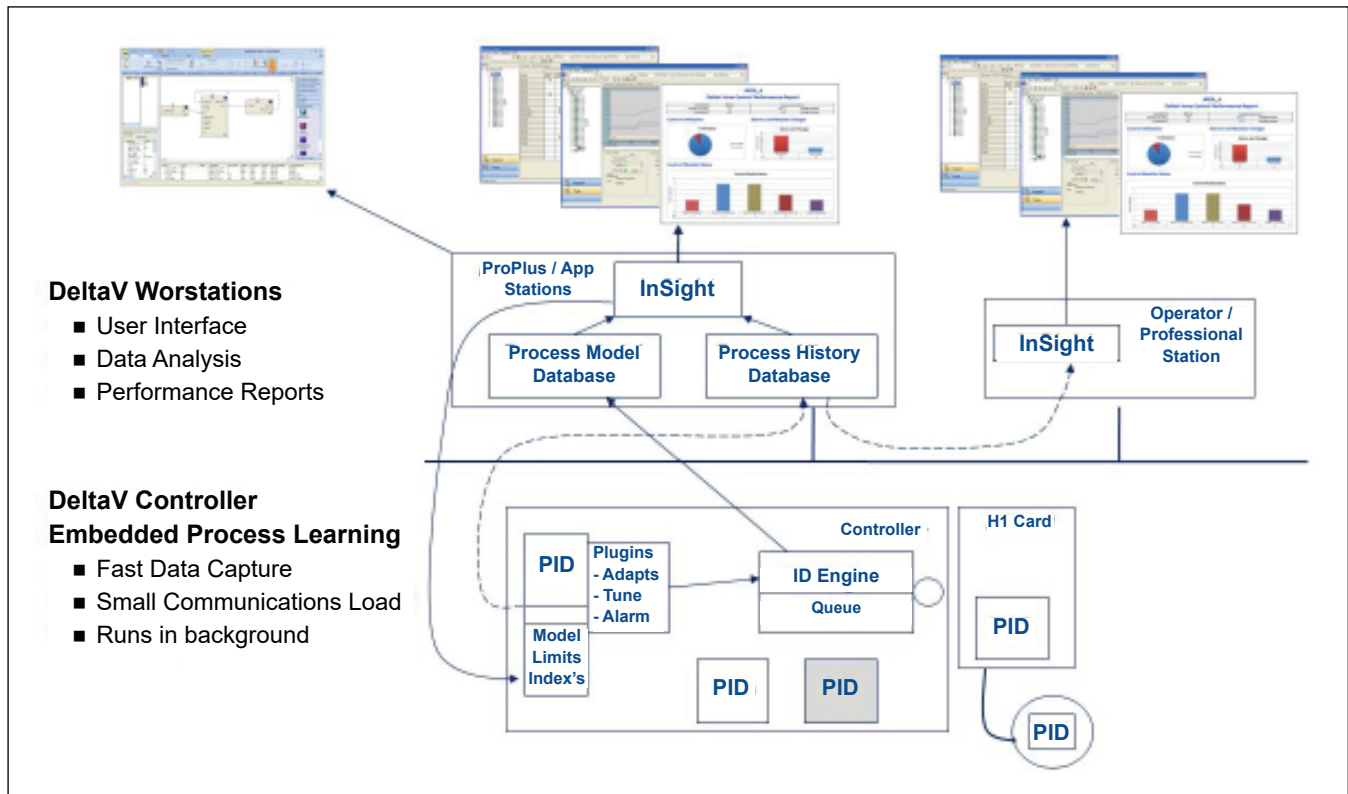 ProPlus / App
Stations
InSight
Process Model
Database
Process History
Database
Operator /
Professional
Station
InSight
DeltaV Worstations
■ User Interface
■ Data Analysis
■ Performance Reports
DeltaV Controller
Embedded Process Learning
■ Fast Data Capture
■ Small Communications Load
■ Runs in background
Controller
PID
Plugins
- Adapts
- Tune
- Alarm
Model
Limits
Index's
ID Engine
Queue
PID
PID
H1 Card
PID
PID